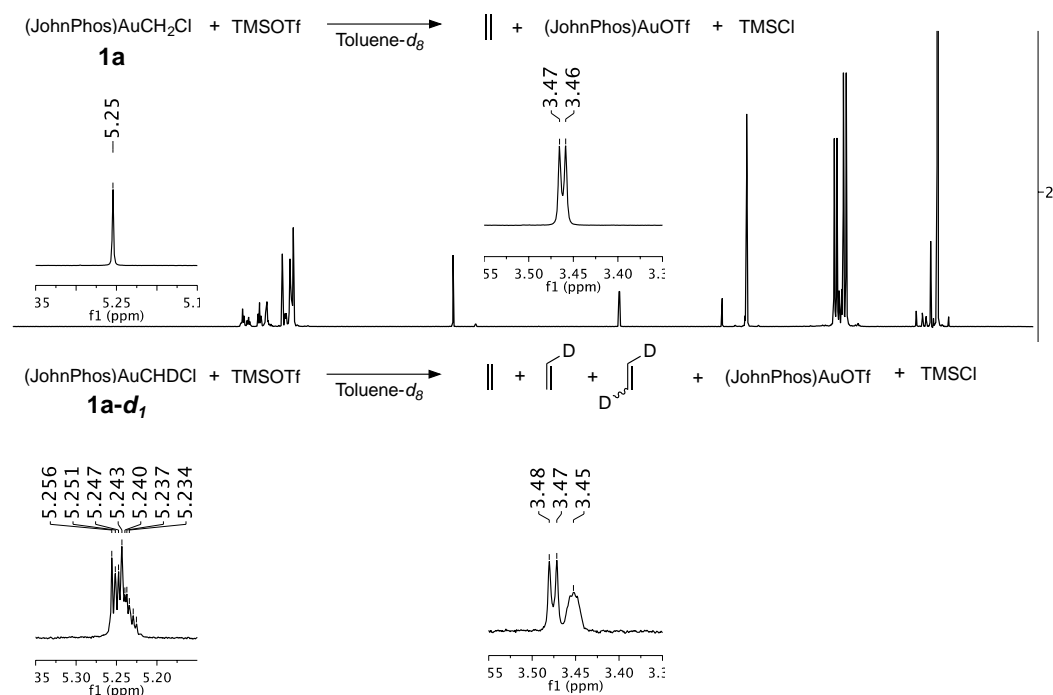 (JohnPhos)AuCH2Cl + TMSOTf Toluene-d8 + (JohnPhos)AuOTf + TMSCl
1a
5.25
3.47 3.46
2
35 5.25 5.1
f1 (ppm)
55 3.50 3.45 3.40 3.3
f1 (ppm)
(JohnPhos)AuCHDCl + TMSOTf Toluene-d8 + D + D D + (JohnPhos)AuOTf + TMSCl
1a-d1
5.256 5.251 5.247 5.243 5.240 5.237 5.234
3.48 3.47 3.45
35 5.30 5.25 5.20
f1 (ppm)
55 3.50 3.45 3.40 3.3
f1 (ppm)